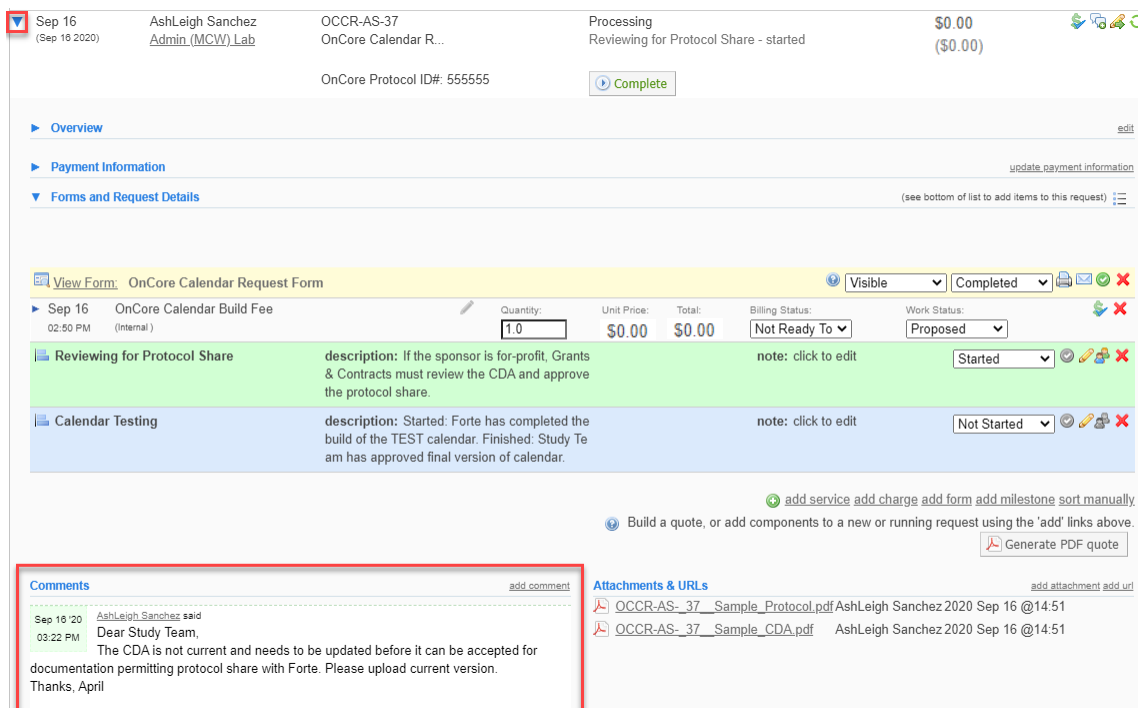 Sep 16 AshLeigh Sanchez OCCR-AS-37 Processing $0.00
(Sep 16 2020) Admin (MCW) Lab OnCore Calendar R... Reviewing for Protocol Share - started ($0.00)
OnCore Protocol ID#: 555555 Complete
Overview edit
Payment Information update payment information
Forms and Request Details (see bottom of list to add items to this request)
View Form: OnCore Calendar Request Form Visible Completed
Sep 16 OnCore Calendar Build Fee Quantity: Unit Price: Total: Billing Status: Work Status:
02:50 PM (Internal ) 1.0 $0.00 $0.00 Not Ready To Proposed
Reviewing for Protocol Share description: If the sponsor is for-profit, Grants note: click to edit Started
& Contracts must review the CDA and approve
the protocol share.
Calendar Testing description: Started: Forte has completed the note: click to edit Not Started
build of the TEST calendar. Finished: Study Te
am has approved final version of calendar.
add service add charge add form add milestone sort manually
Build a quote, or add components to a new or running request using the 'add' links above.
Generate PDF quote
Comments add comment
Sep 16 '20 AshLeigh Sanchez said
03:22 PM Dear Study Team,
The CDA is not current and needs to be updated before it can be accepted for
documentation permitting protocol share with Forte. Please upload current version.
Thanks, April
Attachments & URLs add attachment add url
OCCR-AS-_37__Sample_Protocol.pdf AshLeigh Sanchez 2020 Sep 16 @14:51
OCCR-AS-_37__Sample_CDA.pdf AshLeigh Sanchez 2020 Sep 16 @14:51